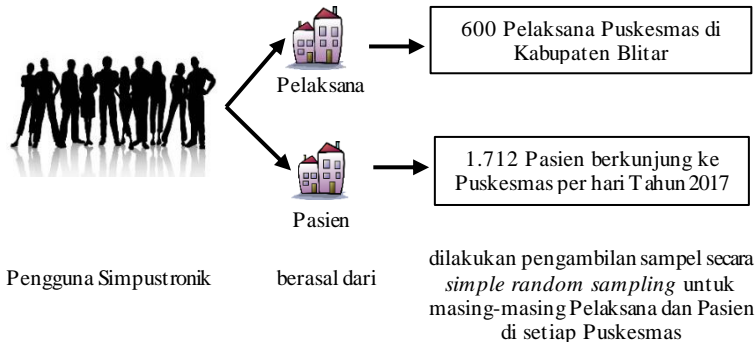 600 Pelaksana Puskesmas di
Kabupaten Blitar
Pelaksana
1.712 Pasien berkunjung ke
Puskesmas per hari Tahun 2017
Pasien
Pengguna Simpustronik
berasal dari
dilakukan pengambilan sampel secara
simple random sampling untuk
masing-masing Pelaksana dan Pasien
di setiap Puskesmas